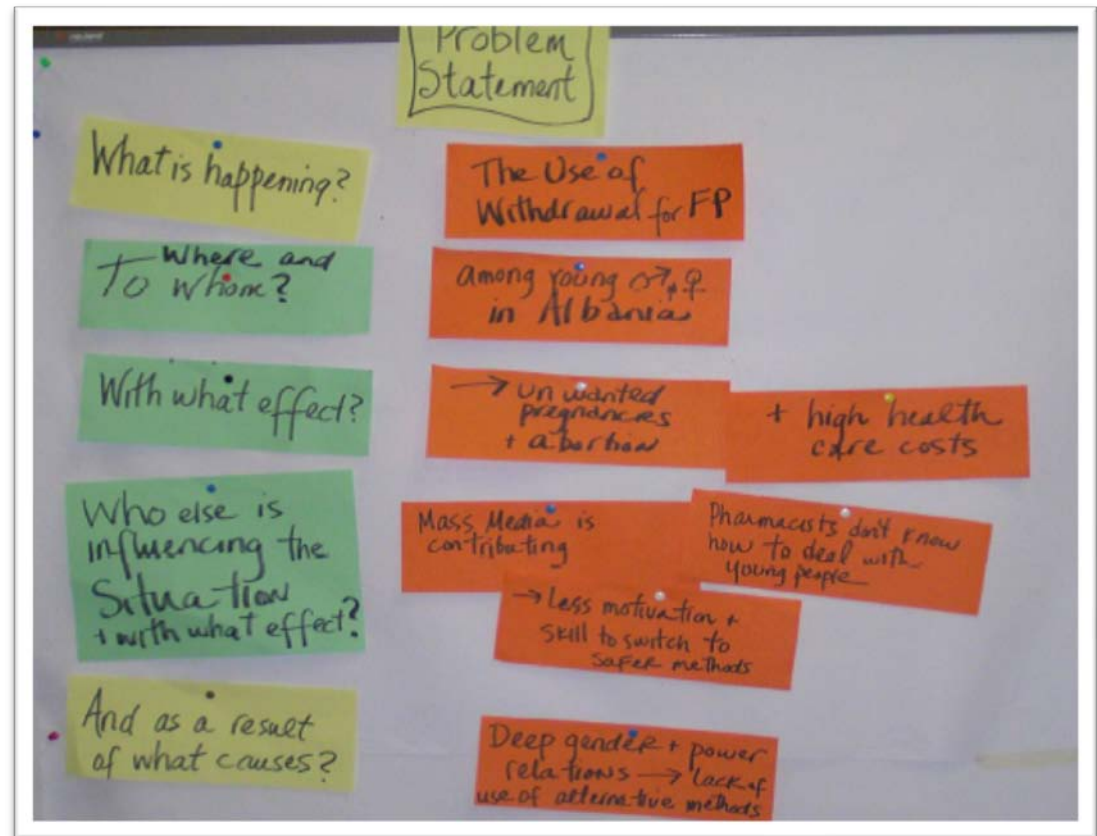 Problem
Statement
What is happening?
The Use of
Withdrawal for FP
To Where and
Whom?
among young ♂+♀
in Albania
With what effect?
→ unwanted
pregnancies
+ abortion
+ high health
care costs
Who else is
influencing the
Situation
+ with what effect?
Mass Media is
contributing
Pharmacists don't know
how to deal with
young people
→ Less motivation +
skill to switch to
safer methods
And as a result
of what causes?
Deep gender + power
relations → lack of
use of alternative methods